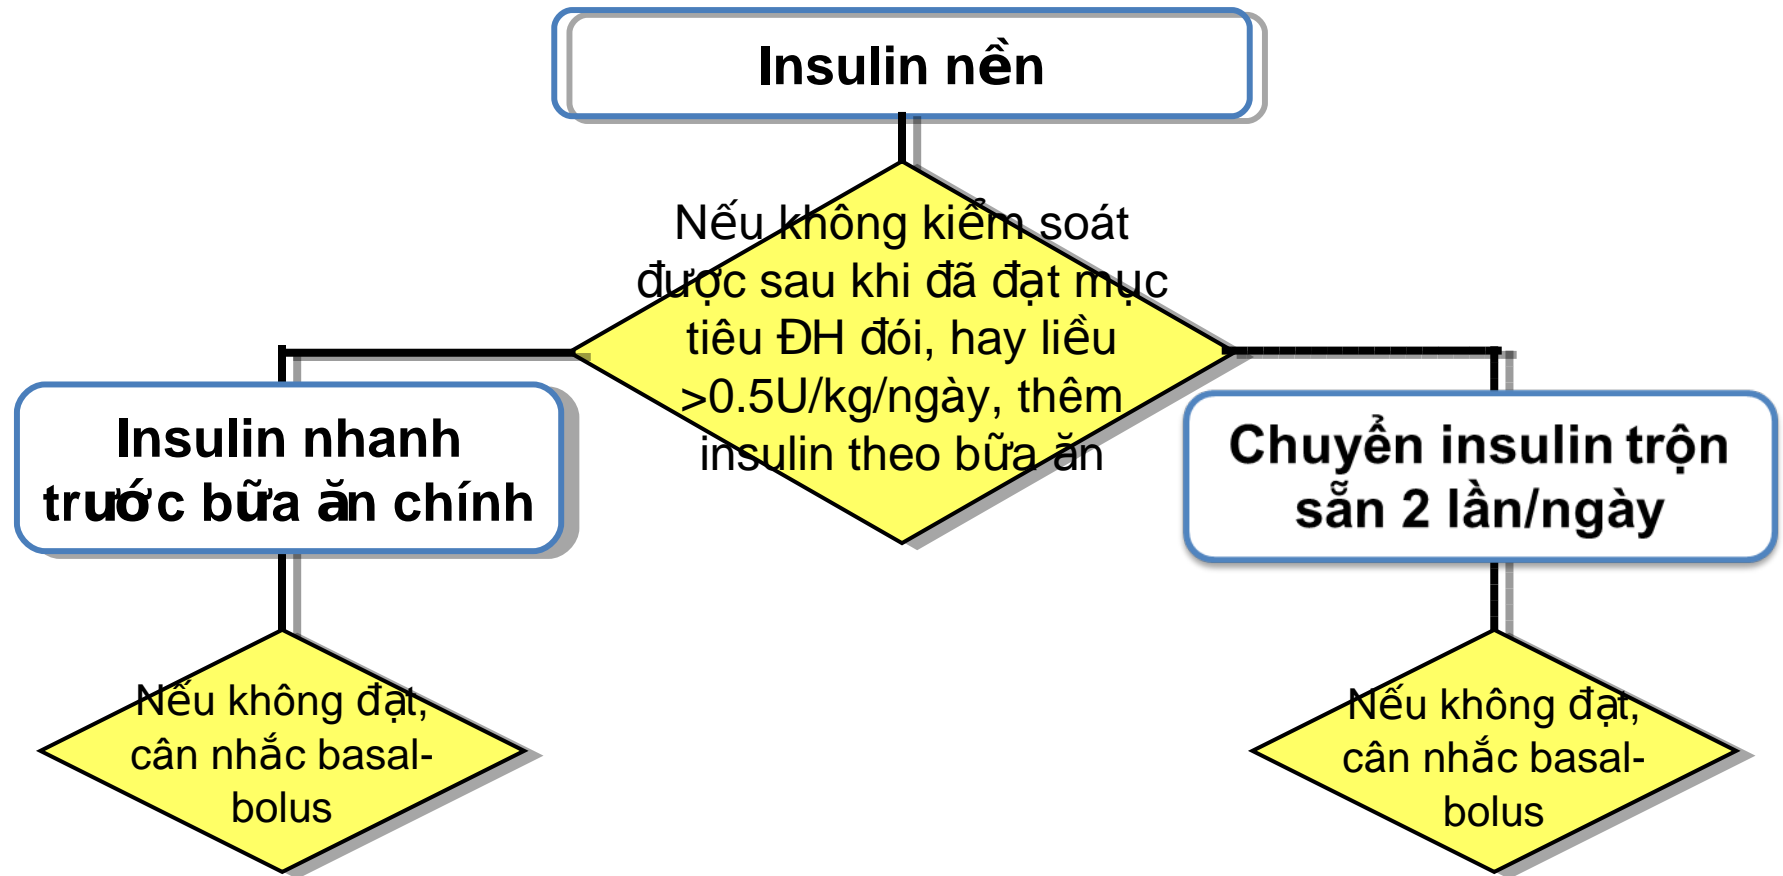 Insulin nền
Nếu không kiểm soát
được sau khi đã đạt mục
tiêu ĐH đói, hay liều
>0.5U/kg/ngày, thêm
insulin theo bữa ăn
Insulin nhanh
trước bữa ăn chính
Chuyển insulin trộn
sẵn 2 lần/ngày
Nếu không đạt,
cân nhắc basal-
bolus
Nếu không đạt,
cân nhắc basal-
bolus